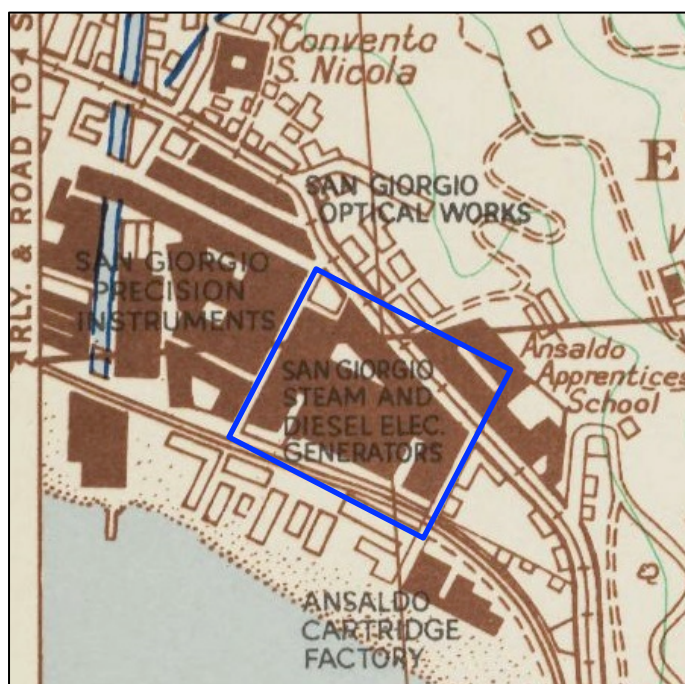 Convento
S. Nicola
RLY. & ROAD TO
S
E
SAN GIORGIO
OPTICAL WORKS
SAN GIORGIO
PRECISION
INSTRUMENTS
SAN GIORGIO
STEAM AND
DIESEL ELEC.
GENERATORS
Ansaldo
Apprentices
School
ANSALDO
CARTRIDGE
FACTORY